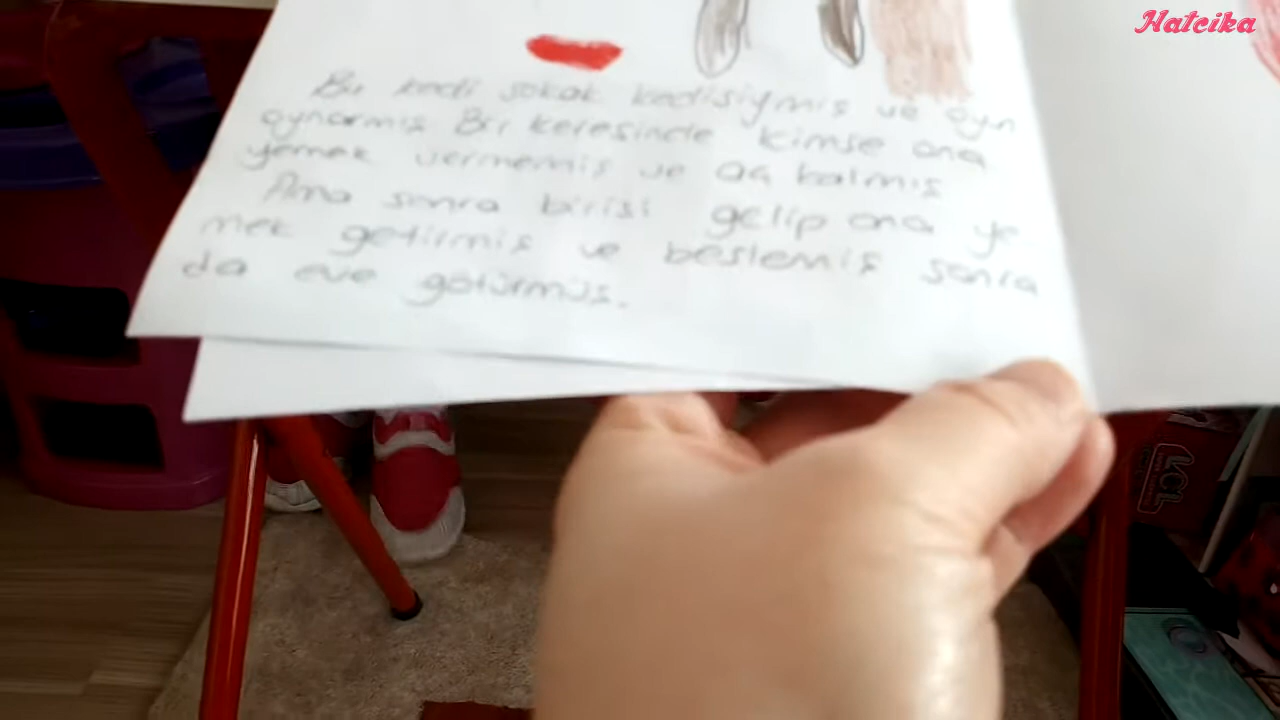 Hatcika
Bu kedi sokak kedisiymiş ve oyun
oynarmış Bir keresinde kimse ona
yemek vermemiş ve aç kalmış
Ama sonra birisi gelip ona ye
mek getirmiş ve beslemiş sonra
da eve götürmüş.